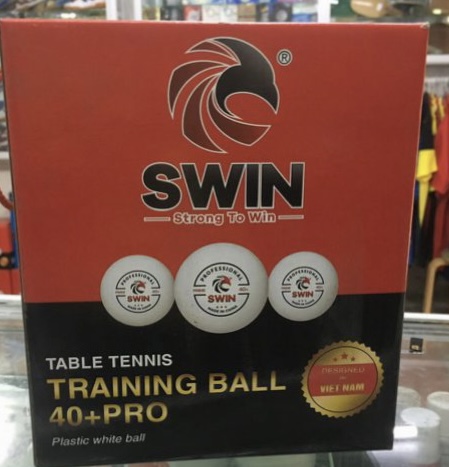 ®
SWIN
Strong To Win
PROFESSIONAL
SWIN
PROFESSIONAL
40+
SWIN
PROFESSIONAL
SWIN
TABLE TENNIS
TRAINING BALL
40+PRO
Plastic white ball
DESIGNED
VIET NAM